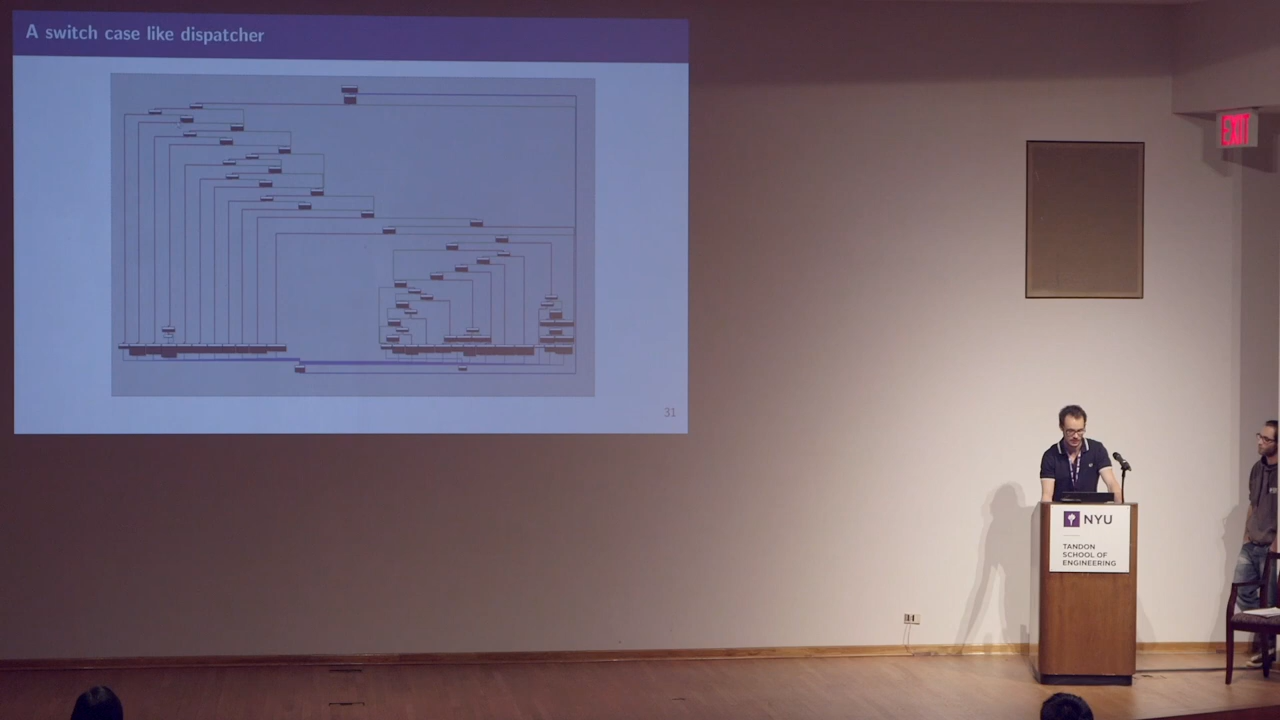 A switch case like dispatcher
31
EXIT
NYU
TANDON
SCHOOL OF
ENGINEERING